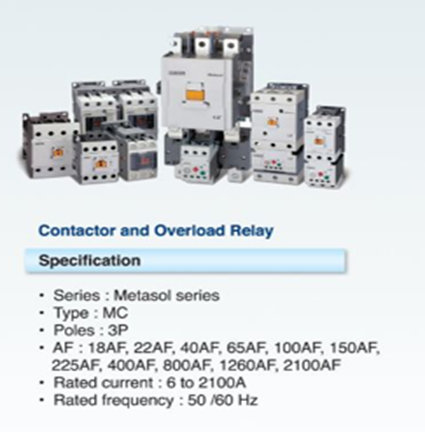 Contactor and Overload Relay
Specification
• Series : Metasol series
• Type : MC
• Poles : 3P
• AF : 18AF, 22AF, 40AF, 65AF, 100AF, 150AF,
225AF, 400AF, 800AF, 1260AF, 2100AF
• Rated current : 6 to 2100A
• Rated frequency : 50 /60 Hz